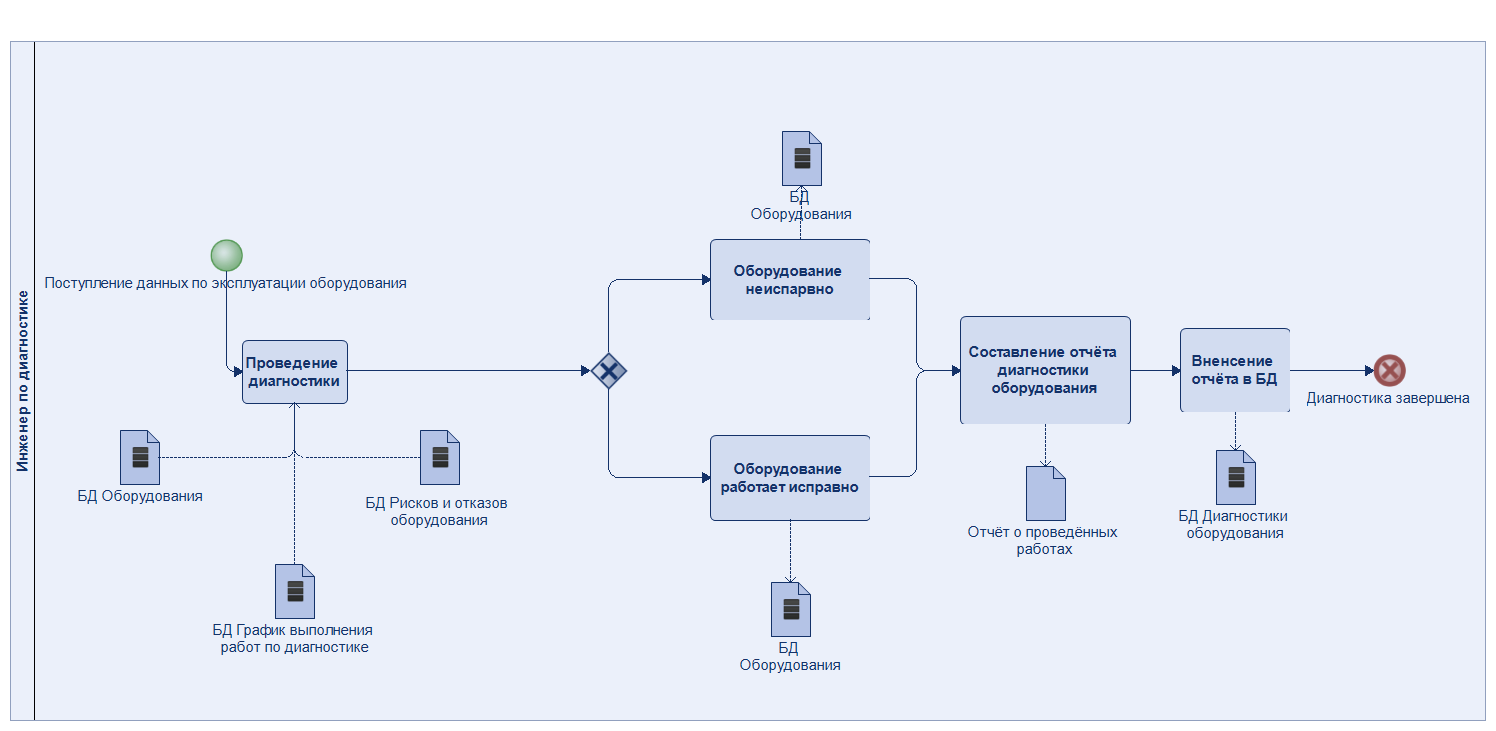 Инженер по диагностике
Поступление данных по эксплуатации оборудования
Проведение
диагностики
БД Оборудования
БД Рисков и отказов
оборудования
БД График выполнения
работ по диагностике
БД
Оборудования
Оборудование
неиспарвно
Оборудование
работает исправно
БД
Оборудования
Составление отчёта
диагностики
оборудования
Отчёт о проведённых
работах
Вненсение
отчёта в БД
БД Диагностики
оборудования
Диагностика завершена